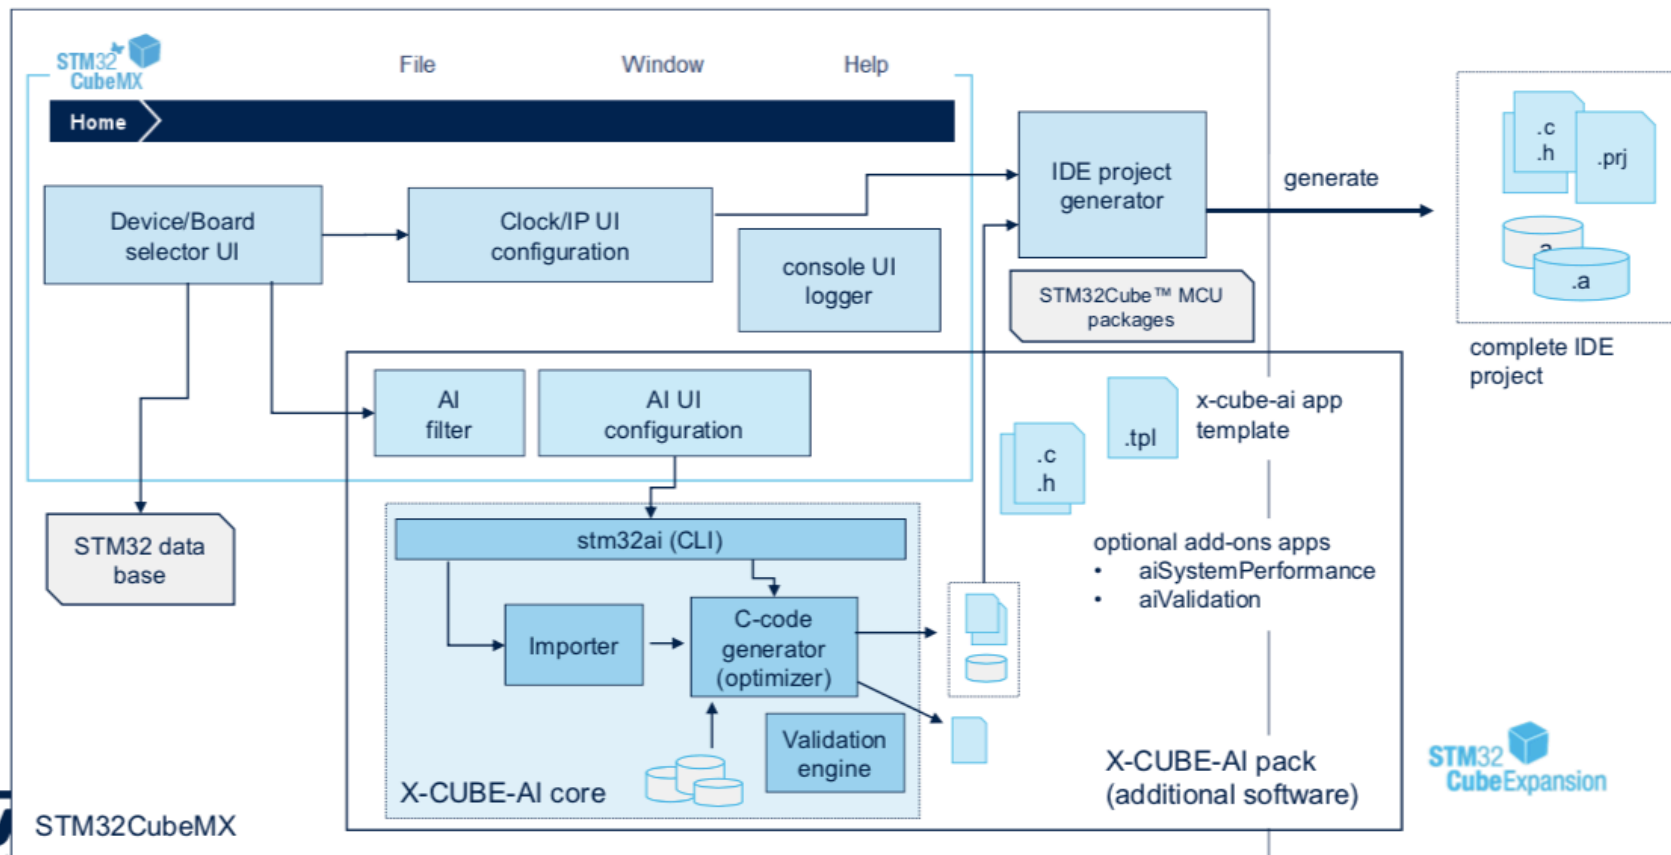 STM32
CubeMX
File
Window
Help
Home
Device/Board
selector UI
Clock/IP UI
configuration
console UI
logger
IDE project
generator
STM32Cube™ MCU
packages
generate
.c
.h
.prj
.a
.a
complete IDE
project
AI
filter
AI UI
configuration
.c
.h
.tpl
x-cube-ai app
template
STM32 data
base
stm32ai (CLI)
Importer
C-code
generator
(optimizer)
Validation
engine
X-CUBE-AI core
optional add-ons apps
• aiSystemPerformance
• aiValidation
X-CUBE-AI pack
(additional software)
STM32
CubeExpansion
STM32CubeMX